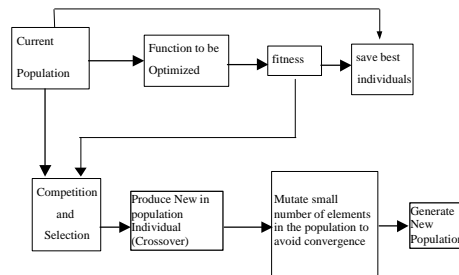 Current
Population
Function to be
Optimized
fitness
save best
individuals
Competition
and
Selection
Produce New in
population
Individual
(Crossover)
Mutate small
number of elements
in the population to
avoid convergence
Generate
New
Population